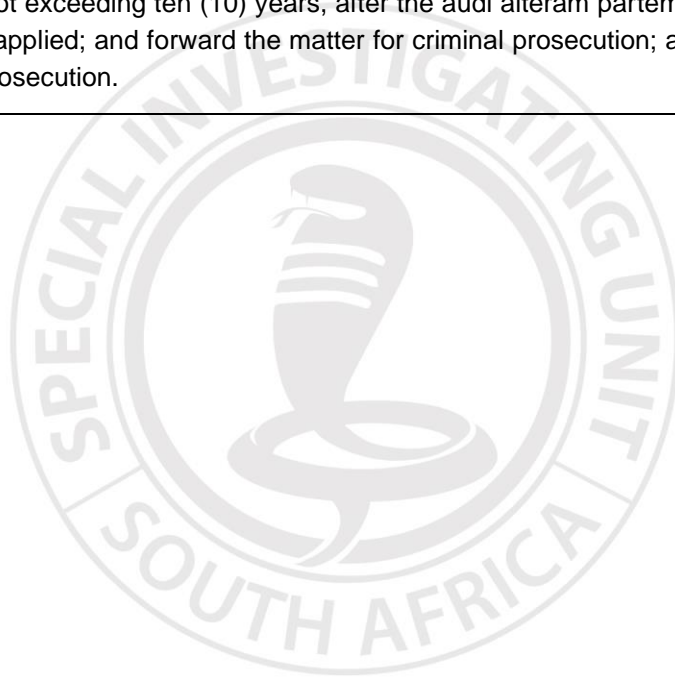 ot exceeding ten (10) years, after the audi alteram partem
applied; and forward the matter for criminal prosecution; a
osecution.
SPECIAL INVESTIGATING UNIT
SOUTH AFRICA